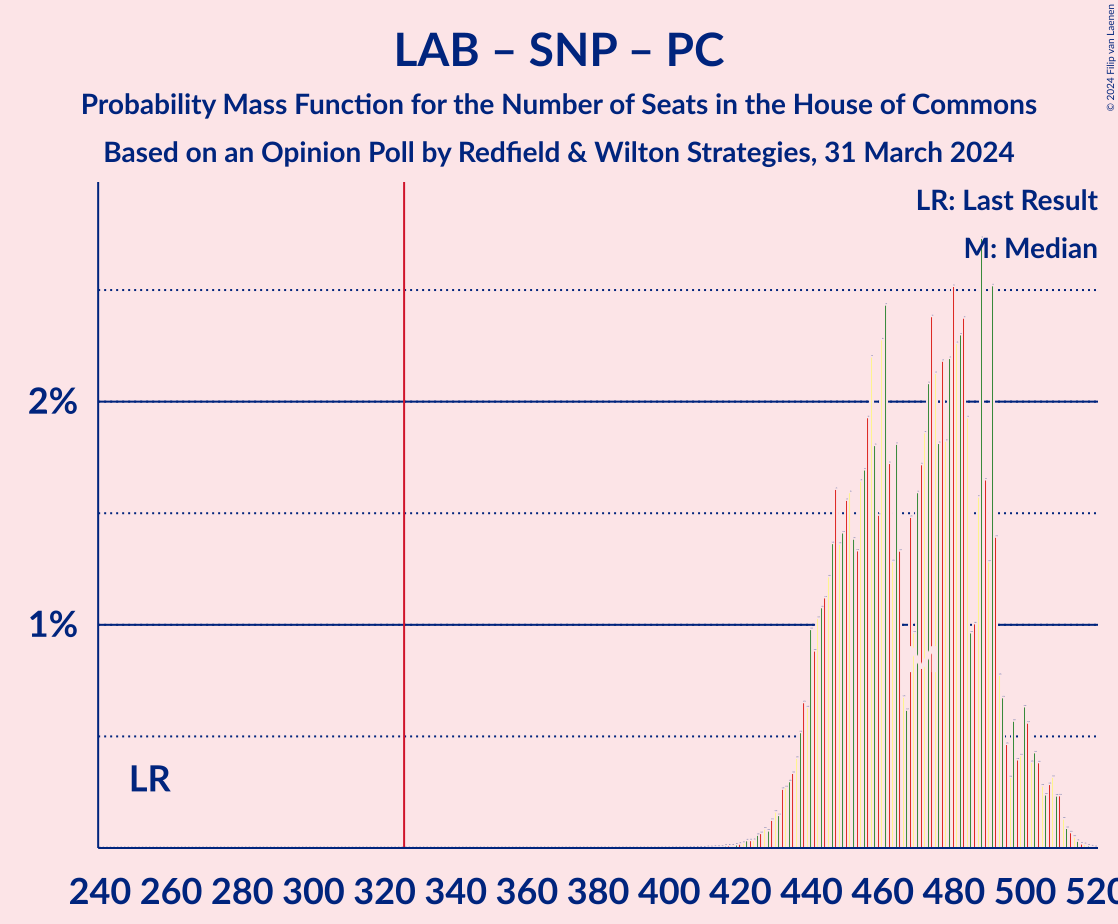 LAB – SNP – PC
Probability Mass Function for the Number of Seats in the House of Commons
Based on an Opinion Poll by Redfield & Wilton Strategies, 31 March 2024
© 2024 Filip van Laenen
LR: Last Result
M: Median
2%
1%
LR
240 260 280 300 320 340 360 380 400 420 440 460 480 500 520